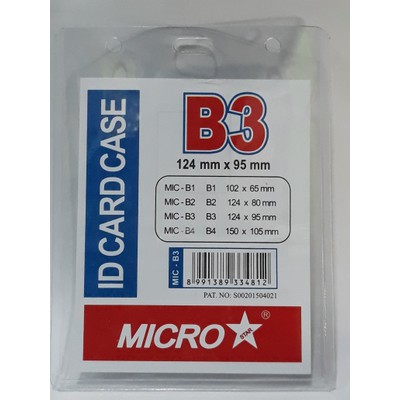 ID CARD CASE
B3
124 mm x 95 mm
MIC - B1 B1 102 x 65 mm
MIC - B2 B2 124 x 80 mm
MIC - B3 B3 124 x 95 mm
MIC - B4 B4 150 x 105 mm
MIC - B3
8 991389 334812
PAT. NO: S00201504021
MICRO STAR ®